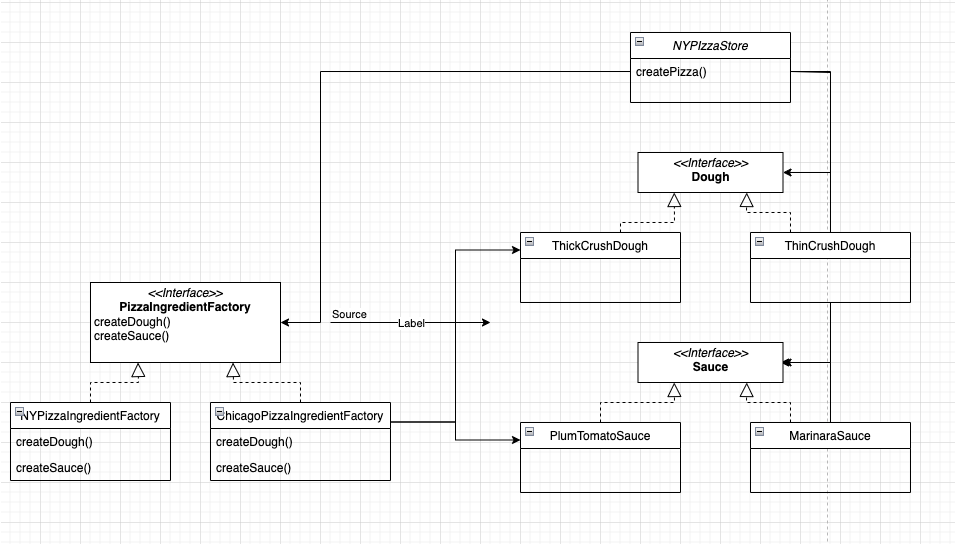 NYPIzzaStore
createPizza()
<<Interface>>
Dough
ThickCrushDough
ThinCrushDough
<<Interface>>
PizzaIngredientFactory
createDough()
createSauce()
Source
Label
<<Interface>>
Sauce
NYPizzaIngredientFactory
createDough()
createSauce()
ChicagoPizzaIngredientFactory
createDough()
createSauce()
PlumTomatoSauce
MarinaraSauce